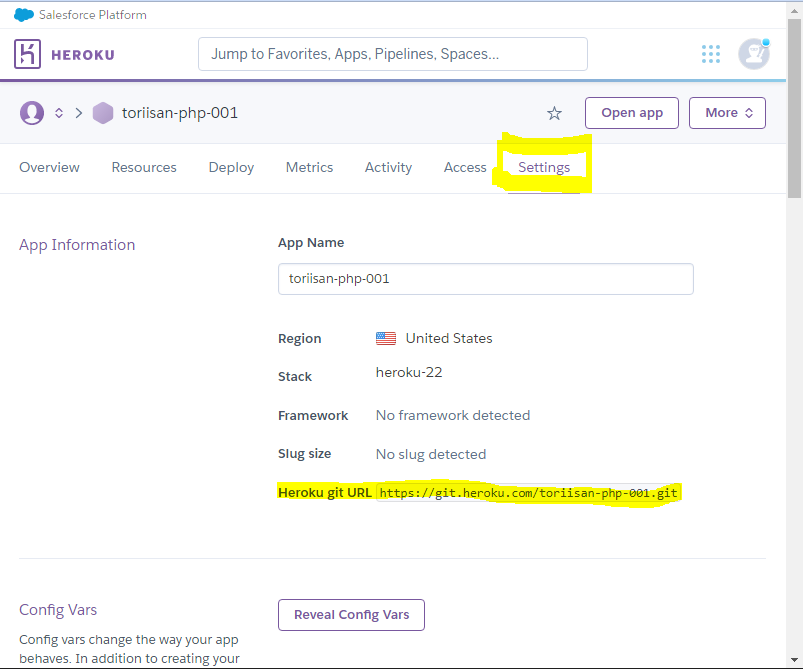 Salesforce Platform
HEROKU
Jump to Favorites, Apps, Pipelines, Spaces...
toriisan-php-001
Open app
More
Overview Resources Deploy Metrics Activity Access Settings
App Information
App Name
toriisan-php-001
Region United States
Stack heroku-22
Framework No framework detected
Slug size No slug detected
Heroku git URL https://git.heroku.com/toriisan-php-001.git
Config Vars
Reveal Config Vars
Config vars change the way your app
behaves. In addition to creating your